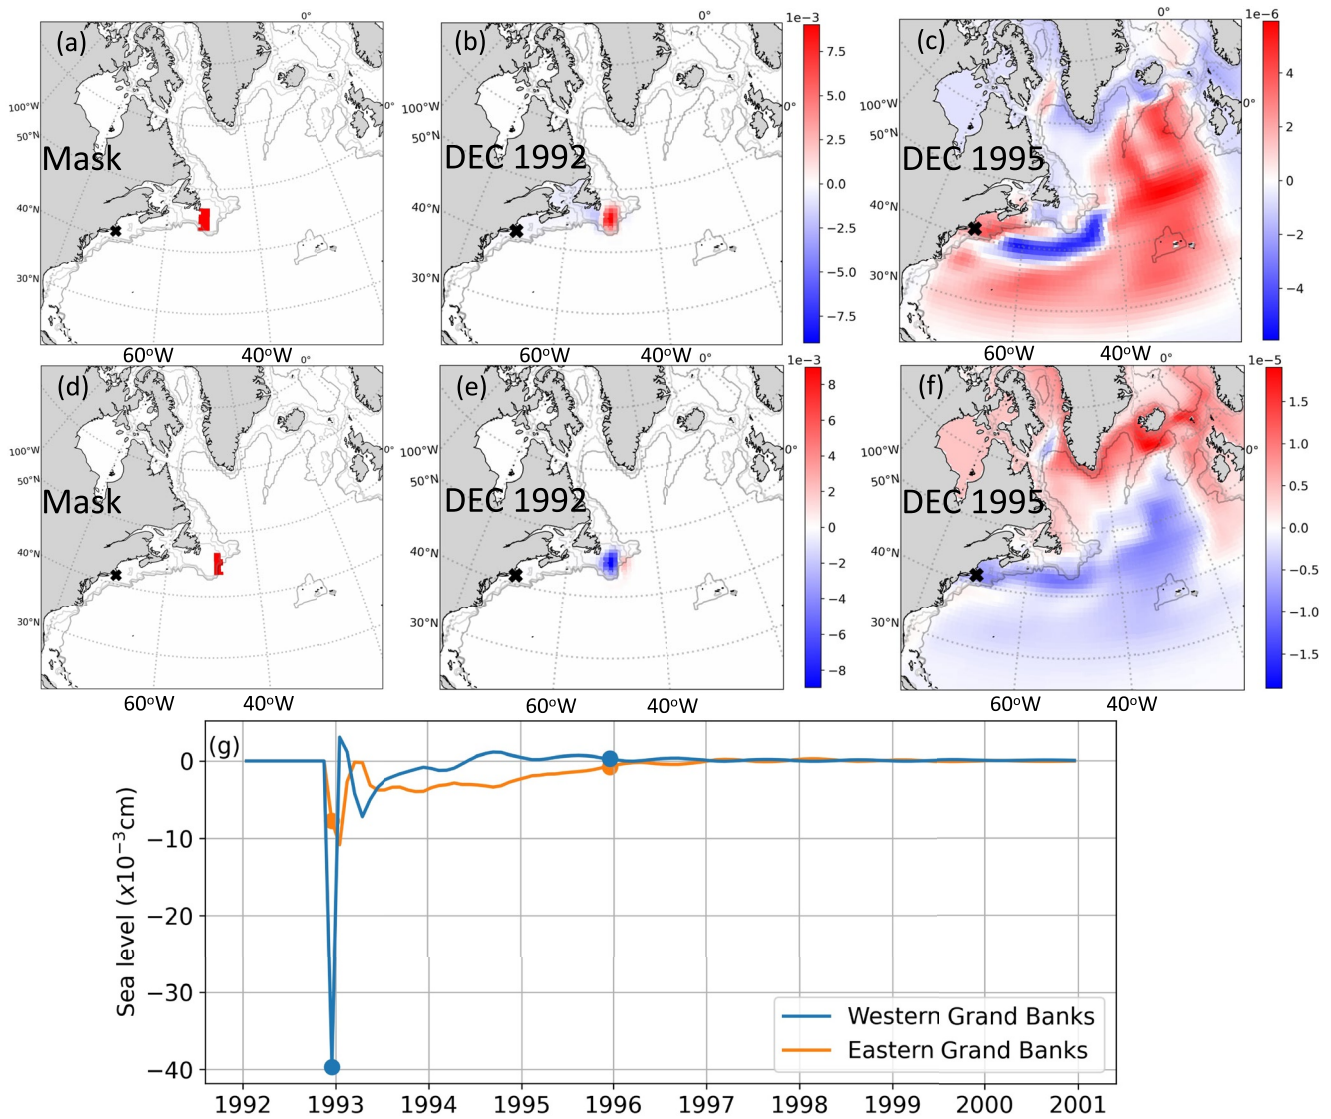 0°
0°
0°
1e−3
1e−6
(a)
(b)
(c)
7.5
5.0
2.5
0.0
−2.5
−5.0
−7.5
4
2
0
−2
−4
100°W
0°
100°W
0°
100°W
0°
50°N
50°N
50°N
Mask
DEC 1992
DEC 1995
40°N
40°N
40°N
30°N
30°N
30°N
60°W
40°W
0°
60°W
40°W
0°
60°W
40°W
0°
1e−3
1e−5
(d)
(e)
(f)
8
6
4
2
0
−2
−4
−6
−8
1.5
1.0
0.5
0.0
−0.5
−1.0
−1.5
100°W
0°
100°W
0°
100°W
0°
50°N
50°N
50°N
Mask
DEC 1992
DEC 1995
40°N
40°N
40°N
30°N
30°N
30°N
60°W
40°W
60°W
40°W
60°W
40°W
(g)
Sea level (x10−3cm)
0
−10
−20
−30
−40
Western Grand Banks
Eastern Grand Banks
1992
1993
1994
1995
1996
1997
1998
1999
2000
2001